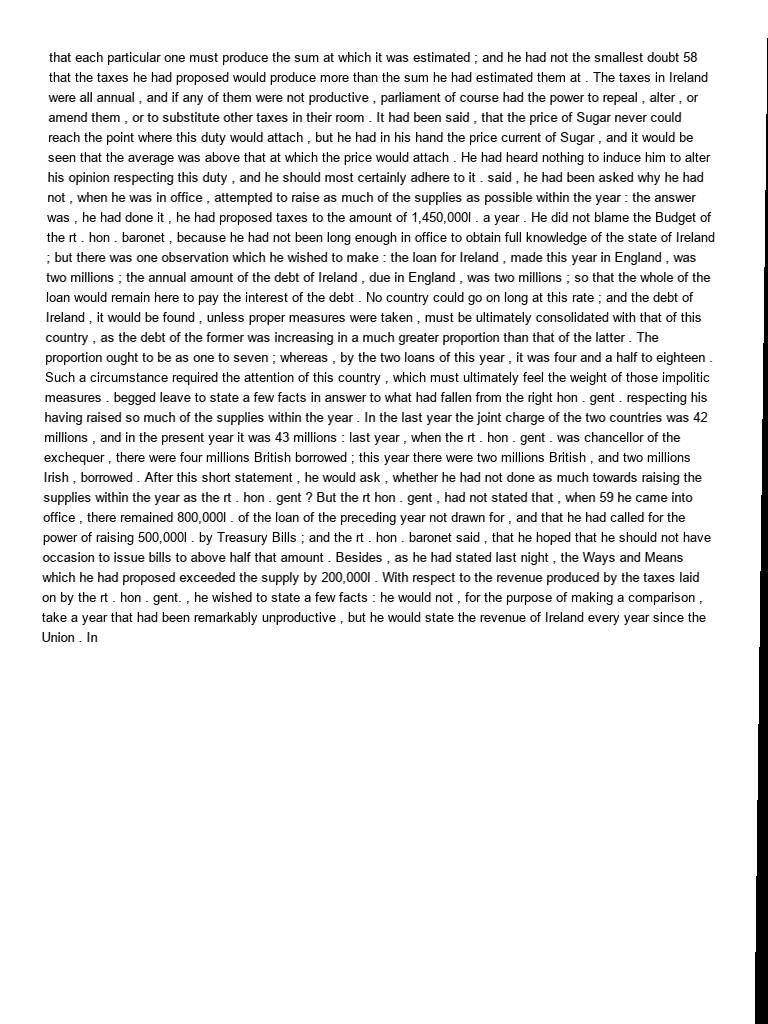 that each particular one must produce the sum at which it was estimated ; and he had not the smallest doubt 58
that the taxes he had proposed would produce more than the sum he had estimated them at . The taxes in Ireland
were all annual , and if any of them were not productive , parliament of course had the power to repeal , alter , or
amend them , or to substitute other taxes in their room . It had been said , that the price of Sugar never could
reach the point where this duty would attach , but he had in his hand the price current of Sugar , and it would be
seen that the average was above that at which the price would attach . He had heard nothing to induce him to alter
his opinion respecting this duty , and he should most certainly adhere to it . said , he had been asked why he had
not , when he was in office , attempted to raise as much of the supplies as possible within the year : the answer
was , he had done it , he had proposed taxes to the amount of 1,450,000l . a year . He did not blame the Budget of
the rt . hon . baronet , because he had not been long enough in office to obtain full knowledge of the state of Ireland
; but there was one observation which he wished to make : the loan for Ireland , made this year in England , was
two millions ; the annual amount of the debt of Ireland , due in England , was two millions ; so that the whole of the
loan would remain here to pay the interest of the debt . No country could go on long at this rate ; and the debt of
Ireland , it would be found , unless proper measures were taken , must be ultimately consolidated with that of this
country , as the debt of the former was increasing in a much greater proportion than that of the latter . The
proportion ought to be as one to seven ; whereas , by the two loans of this year , it was four and a half to eighteen .
Such a circumstance required the attention of this country , which must ultimately feel the weight of those impolitic
measures . begged leave to state a few facts in answer to what had fallen from the right hon . gent . respecting his
having raised so much of the supplies within the year . In the last year the joint charge of the two countries was 42
millions , and in the present year it was 43 millions : last year , when the rt . hon . gent . was chancellor of the
exchequer , there were four millions British borrowed ; this year there were two millions British , and two millions
Irish , borrowed . After this short statement , he would ask , whether he had not done as much towards raising the
supplies within the year as the rt . hon . gent ? But the rt hon . gent , had not stated that , when 59 he came into
office , there remained 800,000l . of the loan of the preceding year not drawn for , and that he had called for the
power of raising 500,000l . by Treasury Bills ; and the rt . hon . baronet said , that he hoped that he should not have
occasion to issue bills to above half that amount . Besides , as he had stated last night , the Ways and Means
which he had proposed exceeded the supply by 200,000l . With respect to the revenue produced by the taxes laid
on by the rt . hon . gent. , he wished to state a few facts : he would not , for the purpose of making a comparison ,
take a year that had been remarkably unproductive , but he would state the revenue of Ireland every year since the
Union . In